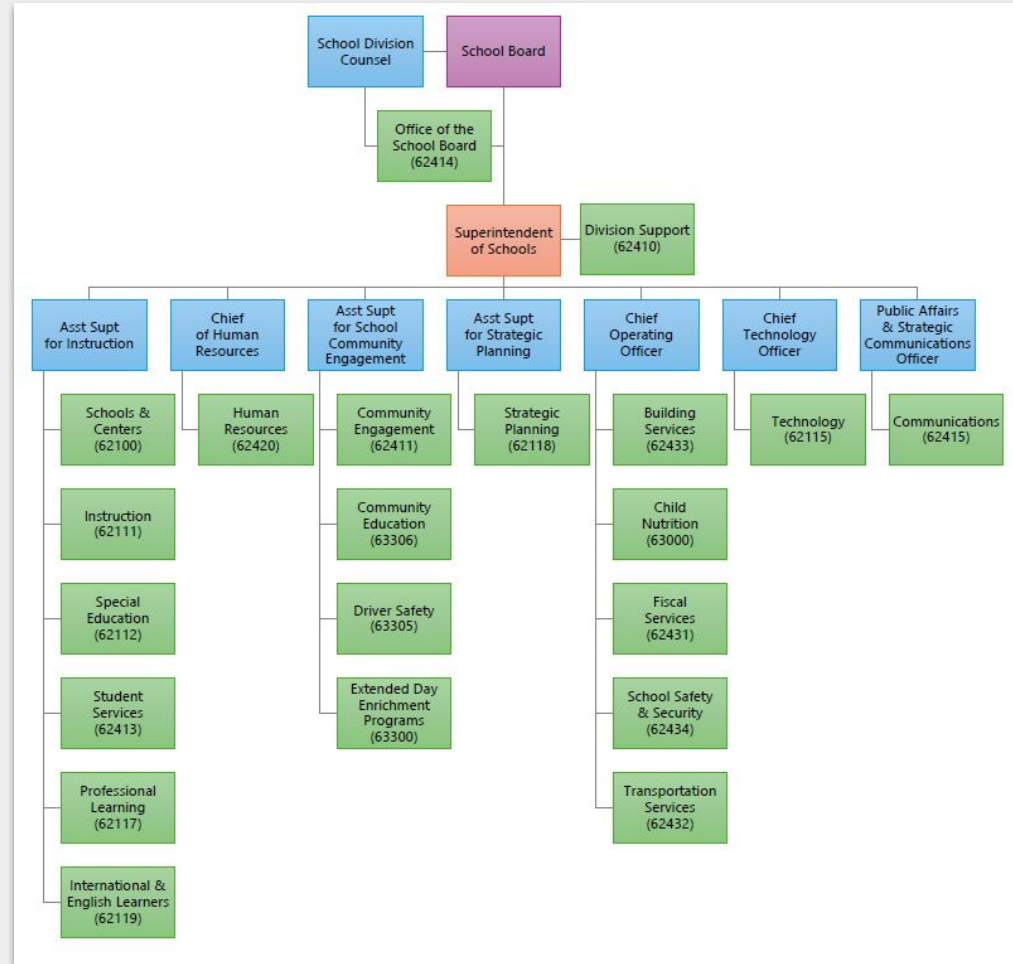 School Division
Counsel
School Board
Office of the
School Board
(62414)
Superintendent
of Schools
Division Support
(62410)
Asst Supt
for Instruction
Chief
of Human
Resources
Asst Supt
for School
Community
Engagement
Asst Supt
for Strategic
Planning
Chief
Operating
Officer
Chief
Technology
Officer
Public Affairs
& Strategic
Communications
Officer
Schools &
Centers
(62100)
Human
Resources
(62420)
Community
Engagement
(62411)
Strategic
Planning
(62118)
Building
Services
(62433)
Technology
(62115)
Communications
(62415)
Instruction
(62111)
Community
Education
(63306)
Child
Nutrition
(63000)
Special
Education
(62112)
Driver Safety
(63305)
Fiscal
Services
(62431)
Student
Services
(62413)
Extended Day
Enrichment
Programs
(63300)
School Safety
& Security
(62434)
Professional
Learning
(62117)
Transportation
Services
(62432)
International &
English Learners
(62119)